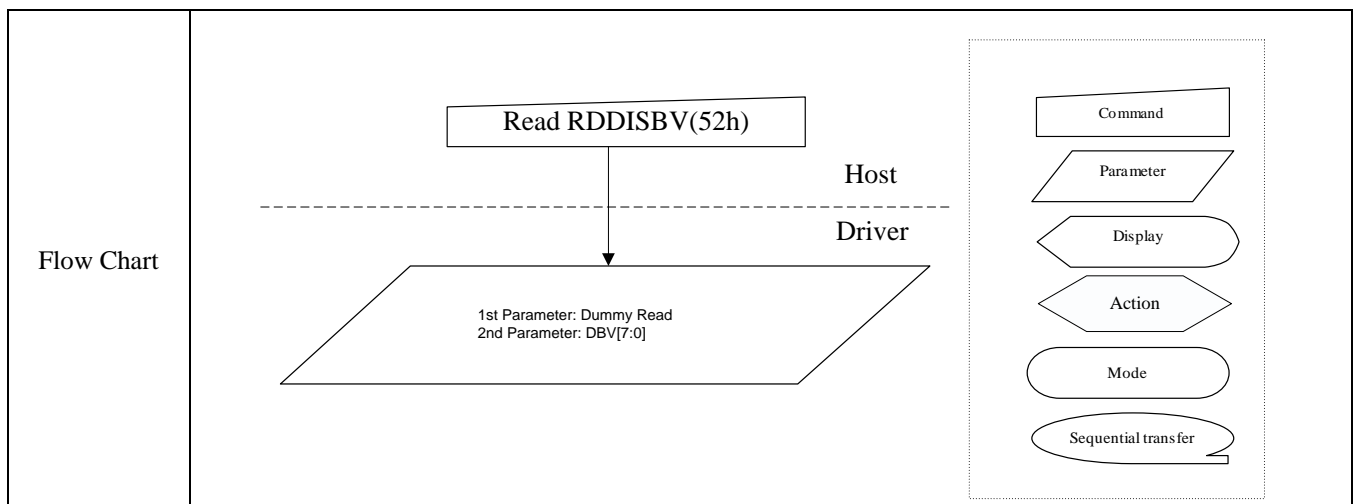 Flow Chart
Read RDDISBV(52h)
Host
Driver
1st Parameter: Dummy Read
2nd Parameter: DBV[7:0]
Command
Parameter
Display
Action
Mode
Sequential transfer